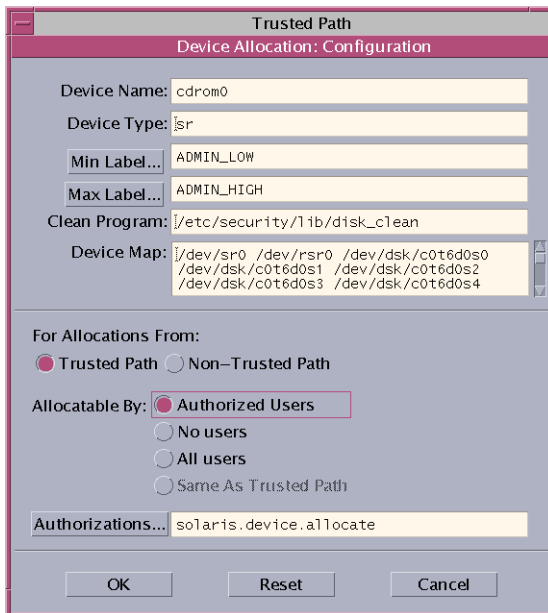 Trusted Path
Device Allocation: Configuration
Device Name: cdrom0
Device Type: sr
Min Label... ADMIN_LOW
Max Label... ADMIN_HIGH
Clean Program: /etc/security/lib/disk_clean
Device Map: /dev/sr0 /dev/rsr0 /dev/dsk/c0t6d0s0
/dev/dsk/c0t6d0s1 /dev/dsk/c0t6d0s2
/dev/dsk/c0t6d0s3 /dev/dsk/c0t6d0s4
For Allocations From:
Trusted Path Non-Trusted Path
Allocatable By: Authorized Users
No users
All users
Same As Trusted Path
Authorizations... solaris.device.allocate
OK Reset Cancel